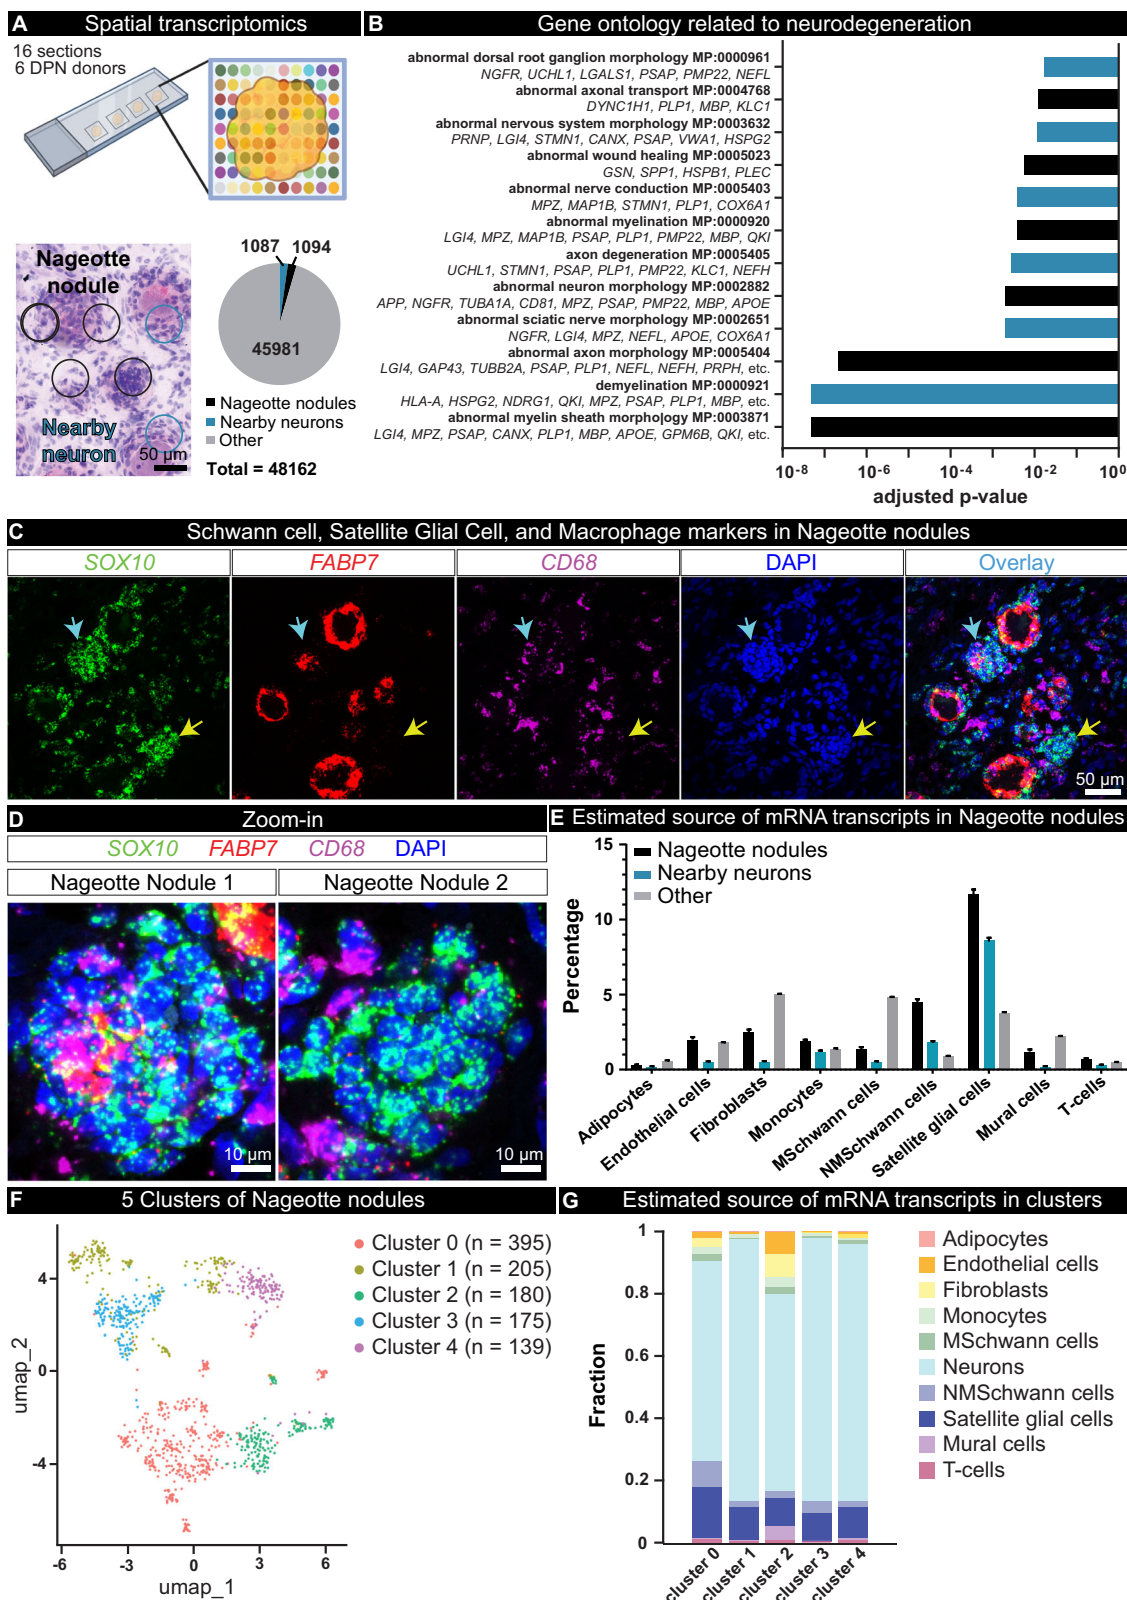 A Spatial transcriptomics
16 sections
6 DPN donors
Nageotte
nodule
Nearby
neuron
50 µm
1087
1094
45981
Nageotte nodules
Nearby neurons
Other
Total = 48162
B Gene ontology related to neurodegeneration
abnormal dorsal root ganglion morphology MP:0000961
NGFR, UCHL1, LGALS1, PSAP, PMP22, NEFL
abnormal axonal transport MP:0004768
DYNC1H1, PLP1, MBP, KLC1
abnormal nervous system morphology MP:0003632
PRNP, LGI4, STMN1, CANX, PSAP, VWA1, HSPG2
abnormal wound healing MP:0005023
GSN, SPP1, HSPB1, PLEC
abnormal nerve conduction MP:0005403
MPZ, MAP1B, STMN1, PLP1, COX6A1
abnormal myelination MP:0000920
LGI4, MPZ, MAP1B, PSAP, PLP1, PMP22, MBP, QKI
axon degeneration MP:0005405
UCHL1, STMN1, PSAP, PLP1, PMP22, KLC1, NEFH
abnormal neuron morphology MP:0002882
APP, NGFR, TUBA1A, CD81, MPZ, PSAP, PMP22, MBP, APOE
abnormal sciatic nerve morphology MP:0002651
NGFR, LGI4, MPZ, NEFL, APOE, COX6A1
abnormal axon morphology MP:0005404
LGI4, GAP43, TUBB2A, PSAP, PLP1, NEFL, NEFH, PRPH, etc.
demyelination MP:0000921
HLA-A, HSPG2, NDRG1, QKI, MPZ, PSAP, PLP1, MBP, etc.
abnormal myelin sheath morphology MP:0003871
LGI4, MPZ, PSAP, CANX, PLP1, MBP, APOE, GPM6B, QKI, etc.
10⁻⁸ 10⁻⁶ 10⁻⁴ 10⁻² 10⁰
adjusted p-value
C Schwann cell, Satellite Glial Cell, and Macrophage markers in Nageotte nodules
SOX10 FABP7 CD68 DAPI Overlay
50 µm
D Zoom-in
SOX10 FABP7 CD68 DAPI
Nageotte Nodule 1 Nageotte Nodule 2
10 µm 10 µm
E Estimated source of mRNA transcripts in Nageotte nodules
15
10
5
0
Percentage
Nageotte nodules
Nearby neurons
Other
Adipocytes
Endothelial cells
Fibroblasts
Monocytes
MSchwann cells
NMSchwann cells
Satellite glial cells
Mural cells
T-cells
F 5 Clusters of Nageotte nodules
Cluster 0 (n = 395)
Cluster 1 (n = 205)
Cluster 2 (n = 180)
Cluster 3 (n = 175)
Cluster 4 (n = 139)
umap_2
4
0
-4
-6 -3 0 3 6
umap_1
G Estimated source of mRNA transcripts in clusters
Fraction
1
0.8
0.6
0.4
0.2
0
cluster 0
cluster 1
cluster 2
cluster 3
cluster 4
Adipocytes
Endothelial cells
Fibroblasts
Monocytes
MSchwann cells
Neurons
NMSchwann cells
Satellite glial cells
Mural cells
T-cells